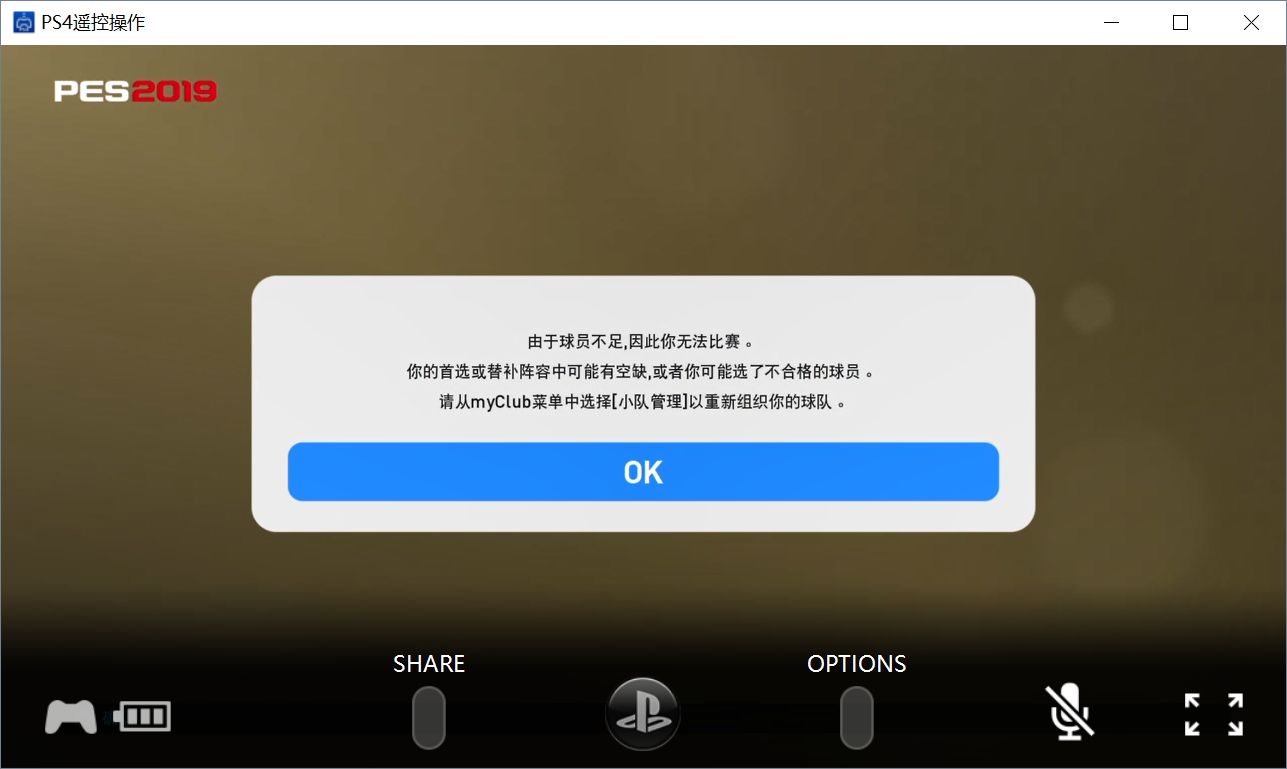 PS4遥控操作
PES2019
由于球员不足,因此你无法比赛。
你的首选或替补阵容中可能有空缺,或者你可能选了不合格的球员。
请从myClub菜单中选择[小队管理]以重新组织你的球队。
OK
SHARE
OPTIONS